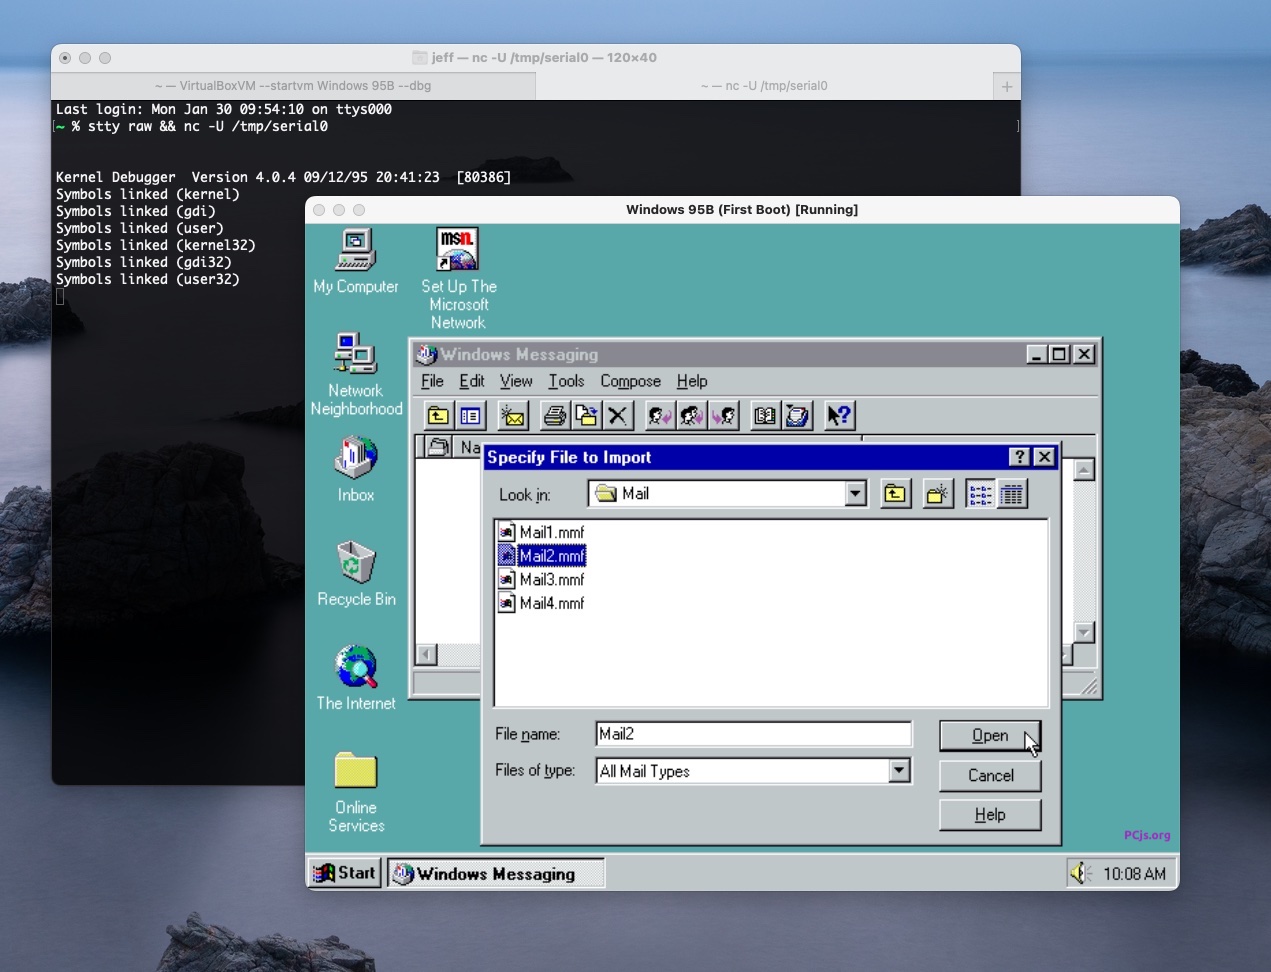 jeff — nc -U /tmp/serial0 — 120×40
~ — VirtualBoxVM --startvm Windows 95B --dbg
~ — nc -U /tmp/serial0
+
Last login: Mon Jan 30 09:54:10 on ttys000
[~ % stty raw && nc -U /tmp/serial0 ]
Kernel Debugger  Version 4.0.4 09/12/95 20:41:23  [80386]
Symbols linked (kernel)
Symbols linked (gdi)
Symbols linked (user)
Symbols linked (kernel32)
Symbols linked (gdi32)
Symbols linked (user32)
Windows 95B (First Boot) [Running]
My Computer
msn.
Set Up The
Microsoft
Network
Network
Neighborhood
Inbox
Recycle Bin
The Internet
Online
Services
Windows Messaging
File Edit View Tools Compose Help
Na
Specify File to Import
Look in: Mail
Mail1.mmf
Mail2.mmf
Mail3.mmf
Mail4.mmf
File name: Mail2
Open
Files of type: All Mail Types
Cancel
Help
PCjs.org
Start
Windows Messaging
10:08 AM